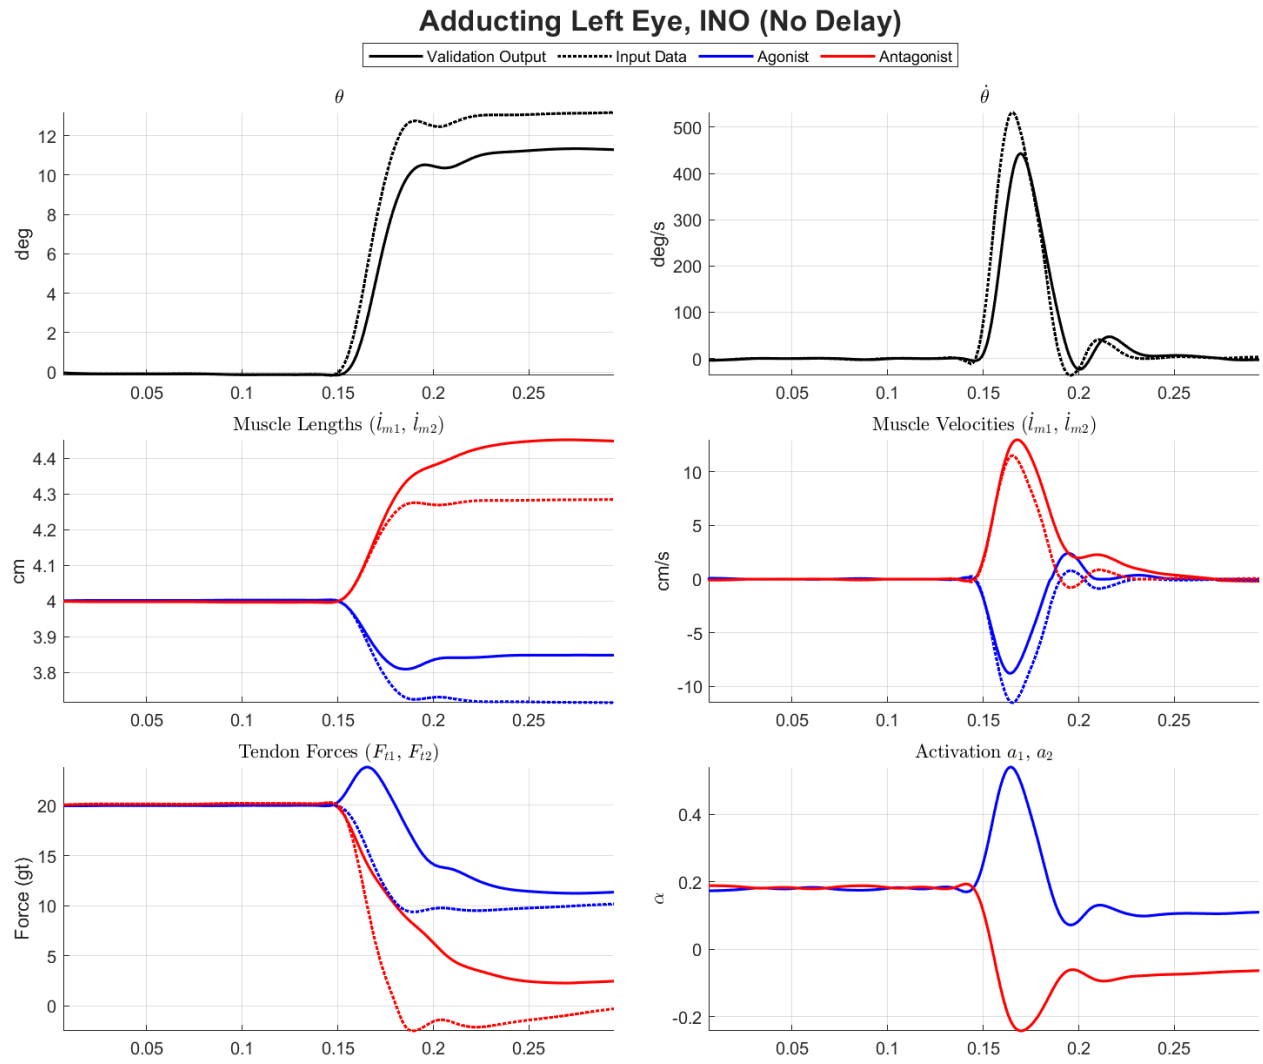 Adducting Left Eye, INO (No Delay)
Validation Output Input Data Agonist Antagonist
θ
deg
12
10
8
6
4
2
0
0.05 0.1 0.15 0.2 0.25
θ̇
deg/s
500
400
300
200
100
0
0.05 0.1 0.15 0.2 0.25
Muscle Lengths (l̇m1, l̇m2)
cm
4.4
4.3
4.2
4.1
4
3.9
3.8
0.05 0.1 0.15 0.2 0.25
Muscle Velocities (l̇m1, l̇m2)
cm/s
10
5
0
-5
-10
0.05 0.1 0.15 0.2 0.25
Tendon Forces (Ft1, Ft2)
Force (gt)
20
15
10
5
0
0.05 0.1 0.15 0.2 0.25
Activation a1, a2
α
0.4
0.2
0
-0.2
0.05 0.1 0.15 0.2 0.25